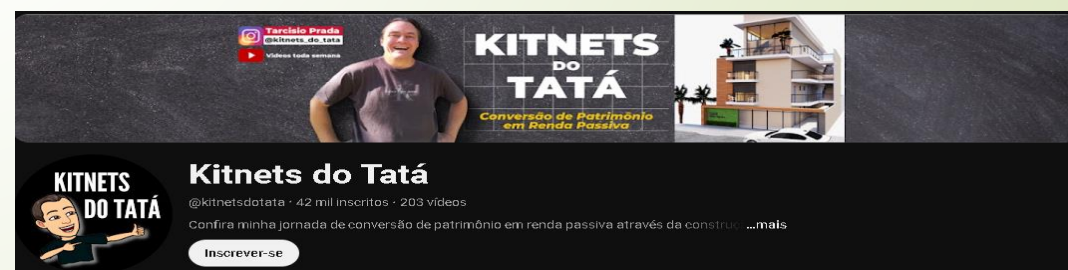 Tarcisio Prada
@kitnets_do_tata
Vídeos toda semana
KITNETS
DO
TATÁ
Conversão de Patrimônio
em Renda Passiva
KITNETS
DO TATÁ
Kitnets do Tatá
@kitnetsdotata · 42 mil inscritos · 203 vídeos
Confira minha jornada de conversão de patrimônio em renda passiva através da construç ...mais
Inscrever-se